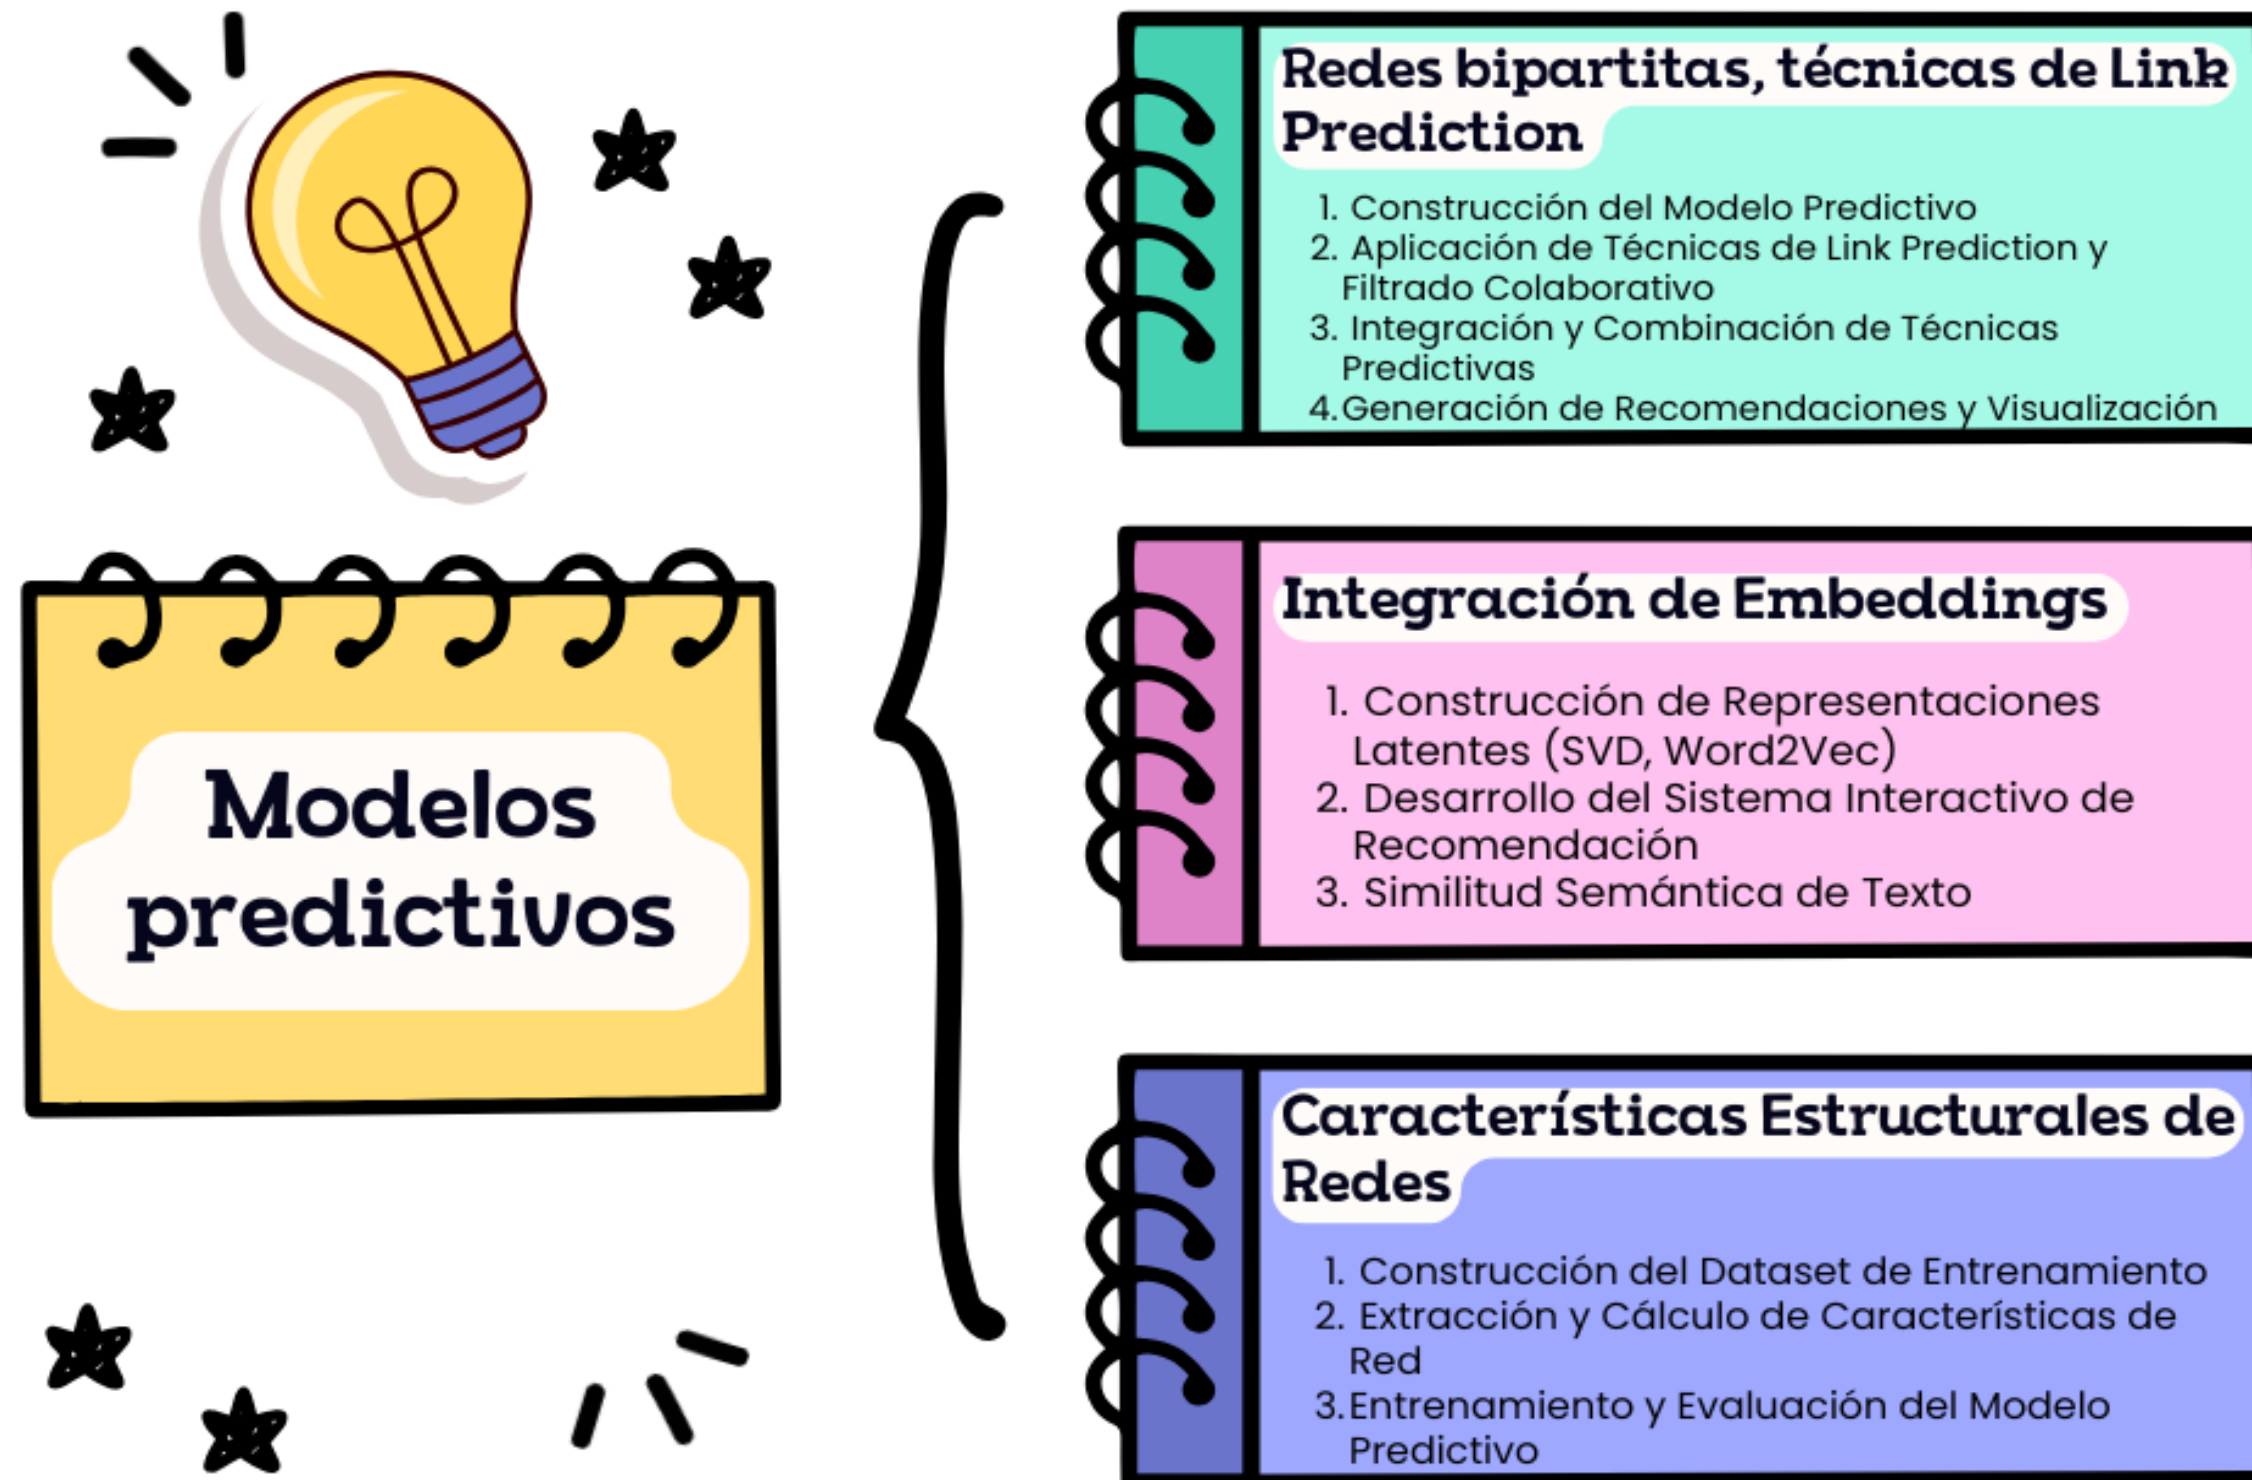 Modelos
predictivos
Redes bipartitas, técnicas de Link
Prediction
1. Construcción del Modelo Predictivo
2. Aplicación de Técnicas de Link Prediction y
Filtrado Colaborativo
3. Integración y Combinación de Técnicas
Predictivas
4.Generación de Recomendaciones y Visualización
Integración de Embeddings
1. Construcción de Representaciones
Latentes (SVD, Word2Vec)
2. Desarrollo del Sistema Interactivo de
Recomendación
3. Similitud Semántica de Texto
Características Estructurales de
Redes
1. Construcción del Dataset de Entrenamiento
2. Extracción y Cálculo de Características de
Red
3.Entrenamiento y Evaluación del Modelo
Predictivo